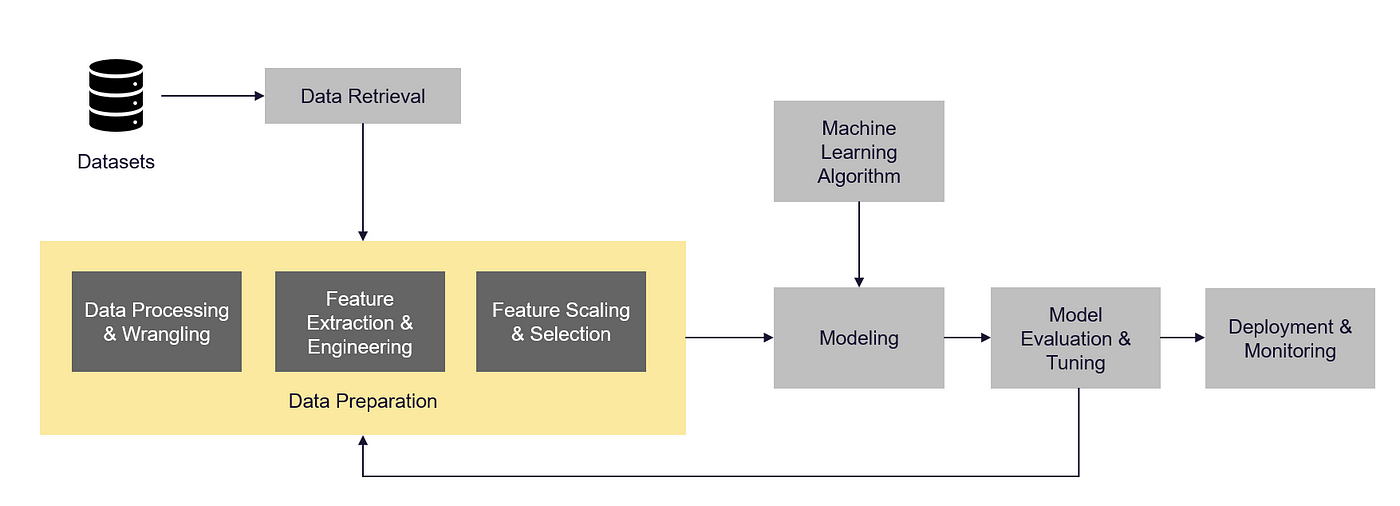 Datasets
Data Retrieval
Data Processing
& Wrangling
Feature
Extraction &
Engineering
Feature Scaling
& Selection
Data Preparation
Machine
Learning
Algorithm
Modeling
Model
Evaluation &
Tuning
Deployment &
Monitoring